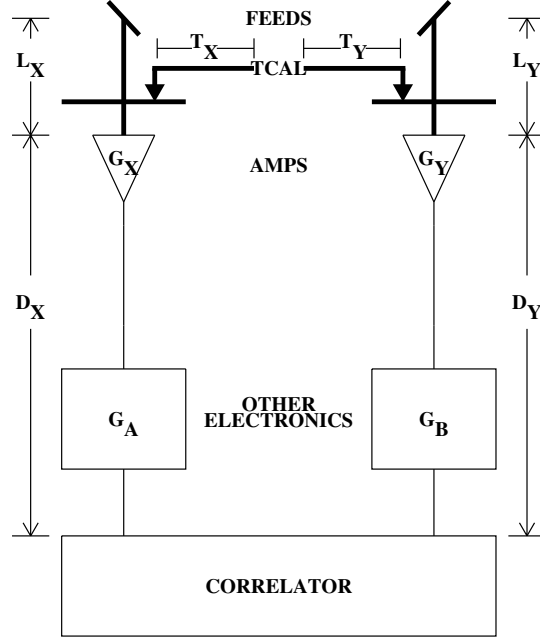 FEEDS
T_X T_Y
L_X TCAL L_Y
G_X AMPS G_Y
D_X D_Y
G_A OTHER ELECTRONICS G_B
CORRELATOR